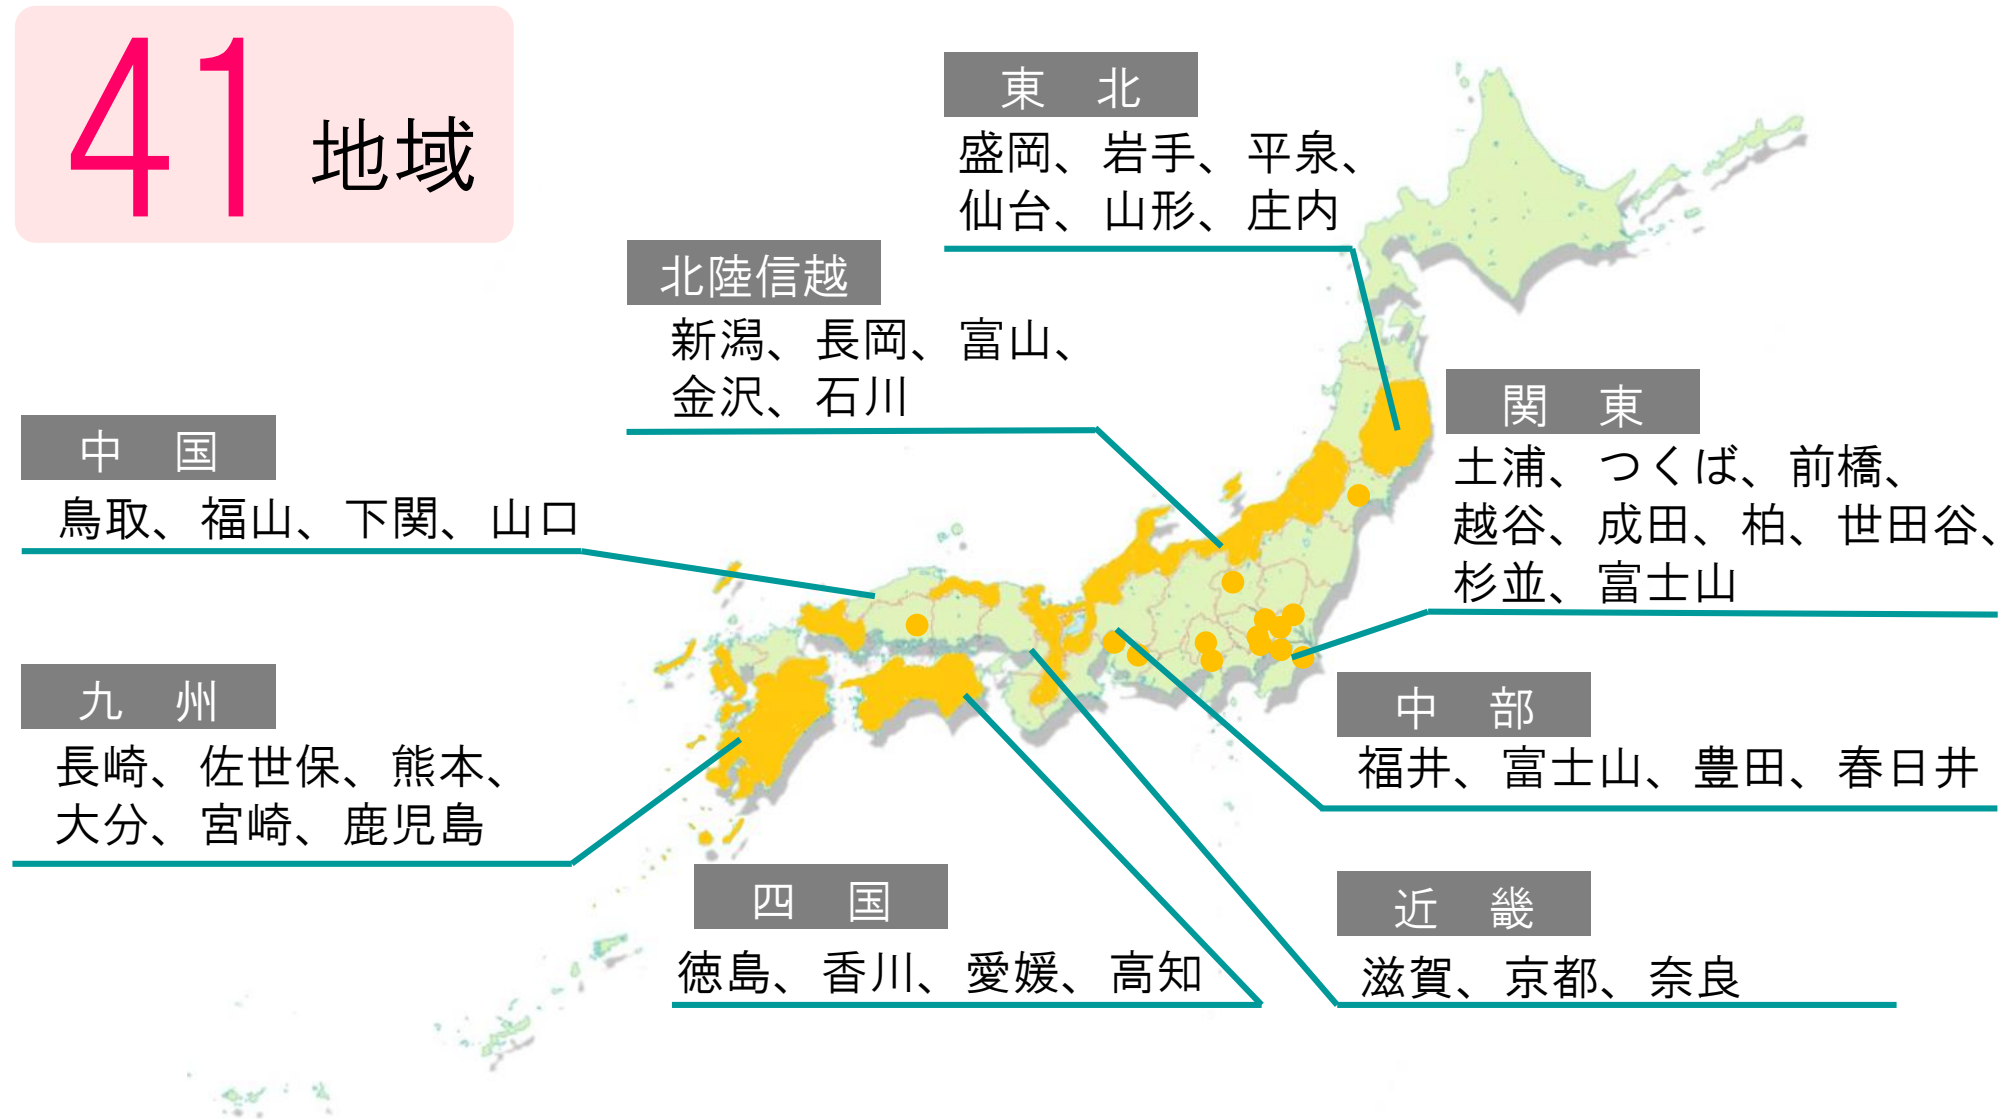 41 地域
東 北
盛岡、岩手、平泉、
仙台、山形、庄内
北陸信越
新潟、長岡、富山、
金沢、石川
中 国
鳥取、福山、下関、山口
関 東
土浦、つくば、前橋、
越谷、成田、柏、世田谷、
杉並、富士山
九 州
長崎、佐世保、熊本、
大分、宮崎、鹿児島
中 部
福井、富士山、豊田、春日井
四 国
徳島、香川、愛媛、高知
近 畿
滋賀、京都、奈良